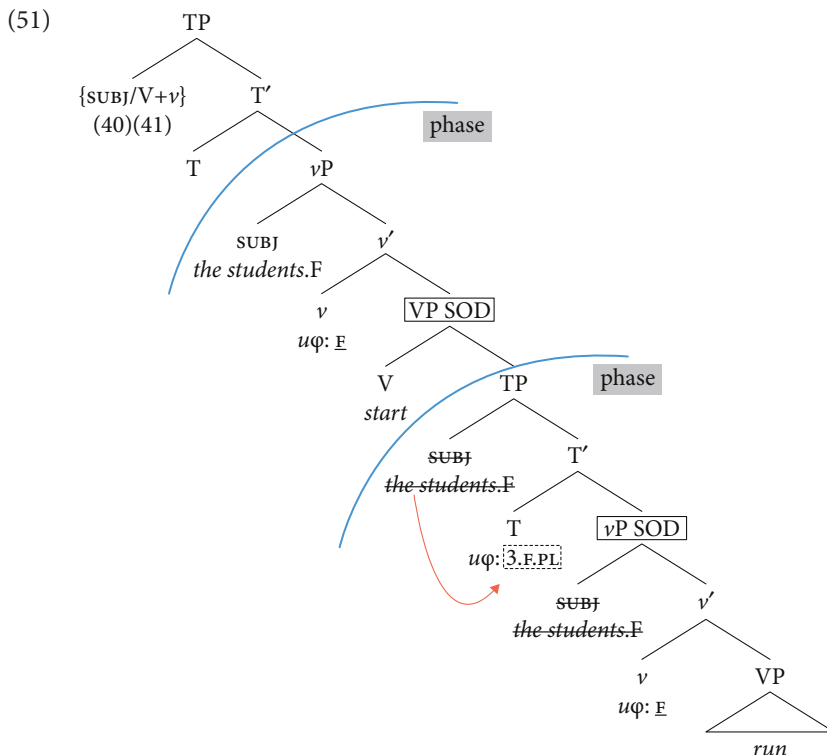 (51)
TP
{SUBJ/V+v} T′
(40)(41)
phase
T vP
SUBJ v′
the students.F
v VP SOD
uφ: F
V TP
start
phase
SUBJ T′
the students.F
T vP SOD
uφ: 3.F.PL
SUBJ v′
the students.F
v VP
uφ: F
run